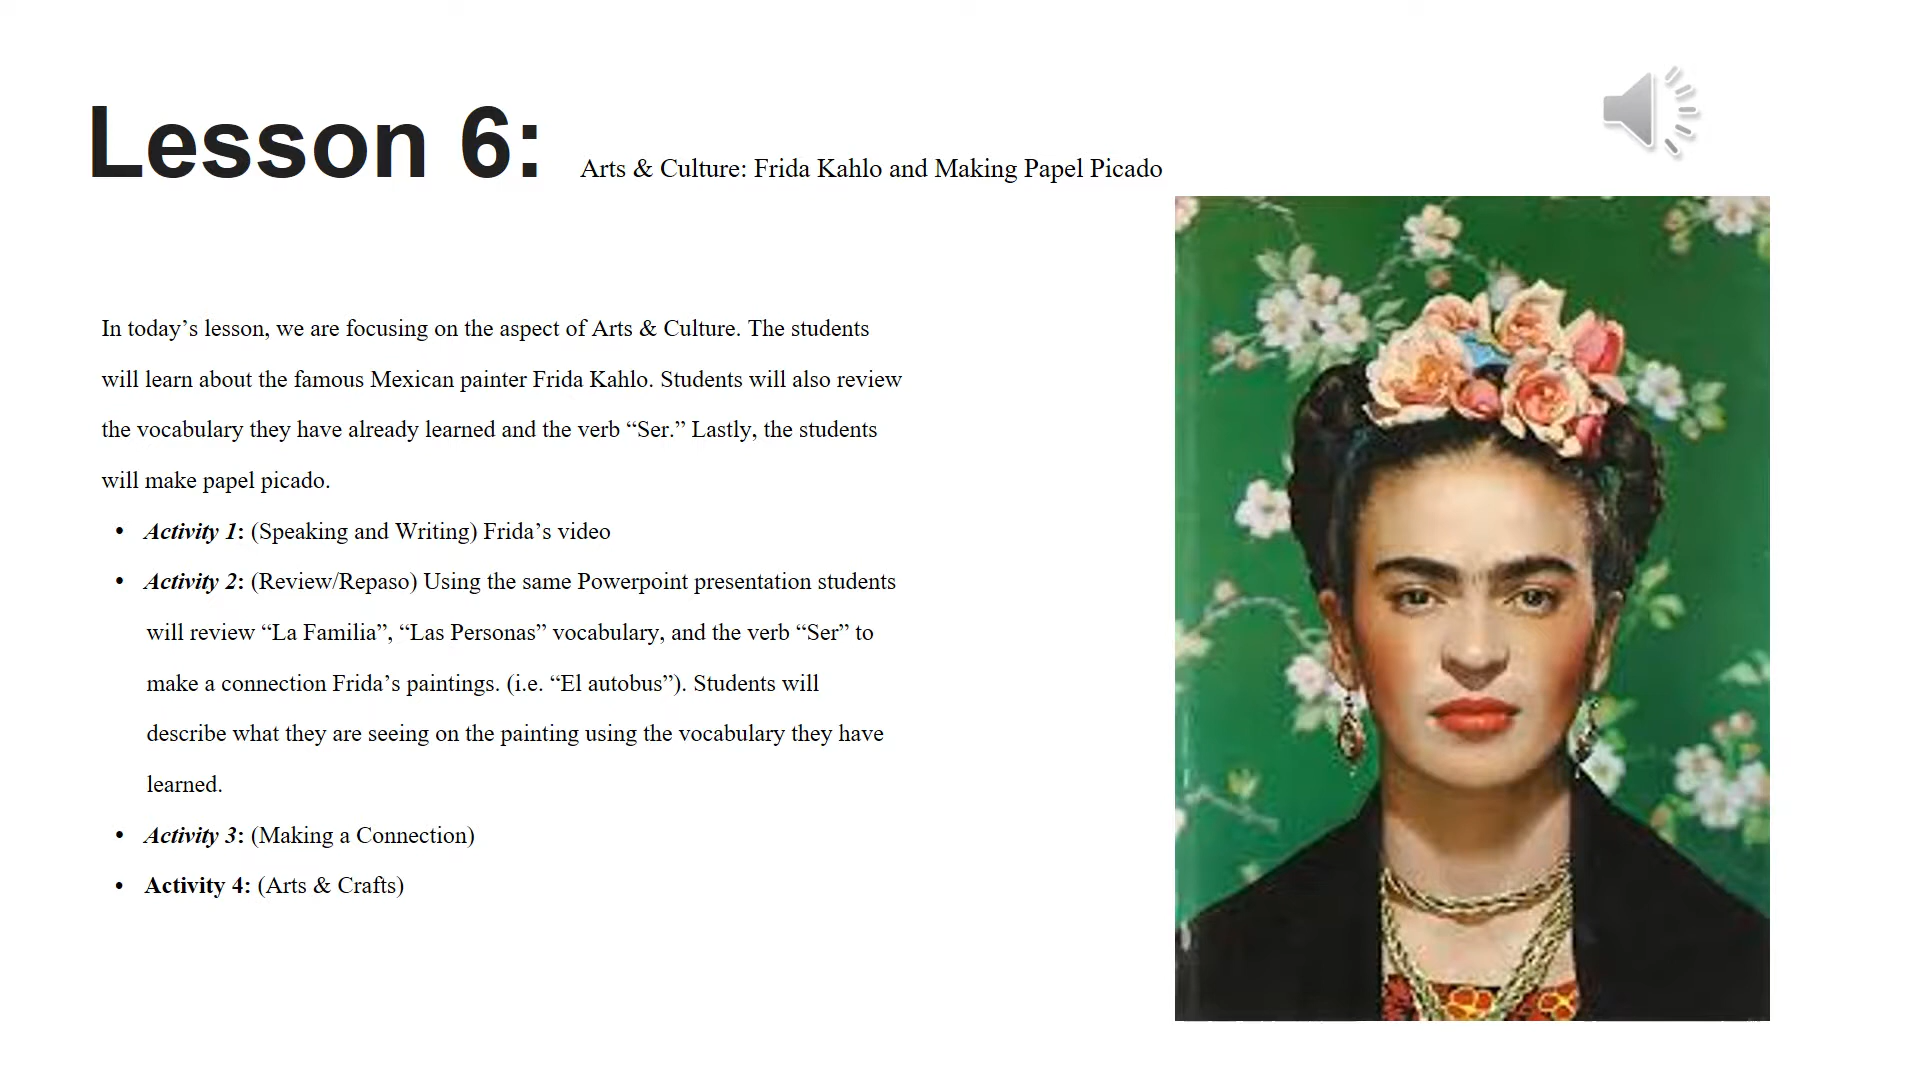 Lesson 6: Arts & Culture: Frida Kahlo and Making Papel Picado
In today’s lesson, we are focusing on the aspect of Arts & Culture. The students
will learn about the famous Mexican painter Frida Kahlo. Students will also review
the vocabulary they have already learned and the verb “Ser.” Lastly, the students
will make papel picado.
• Activity 1: (Speaking and Writing) Frida’s video
• Activity 2: (Review/Repaso) Using the same Powerpoint presentation students
will review “La Familia”, “Las Personas” vocabulary, and the verb “Ser” to
make a connection Frida’s paintings. (i.e. “El autobus”). Students will
describe what they are seeing on the painting using the vocabulary they have
learned.
• Activity 3: (Making a Connection)
• Activity 4: (Arts & Crafts)